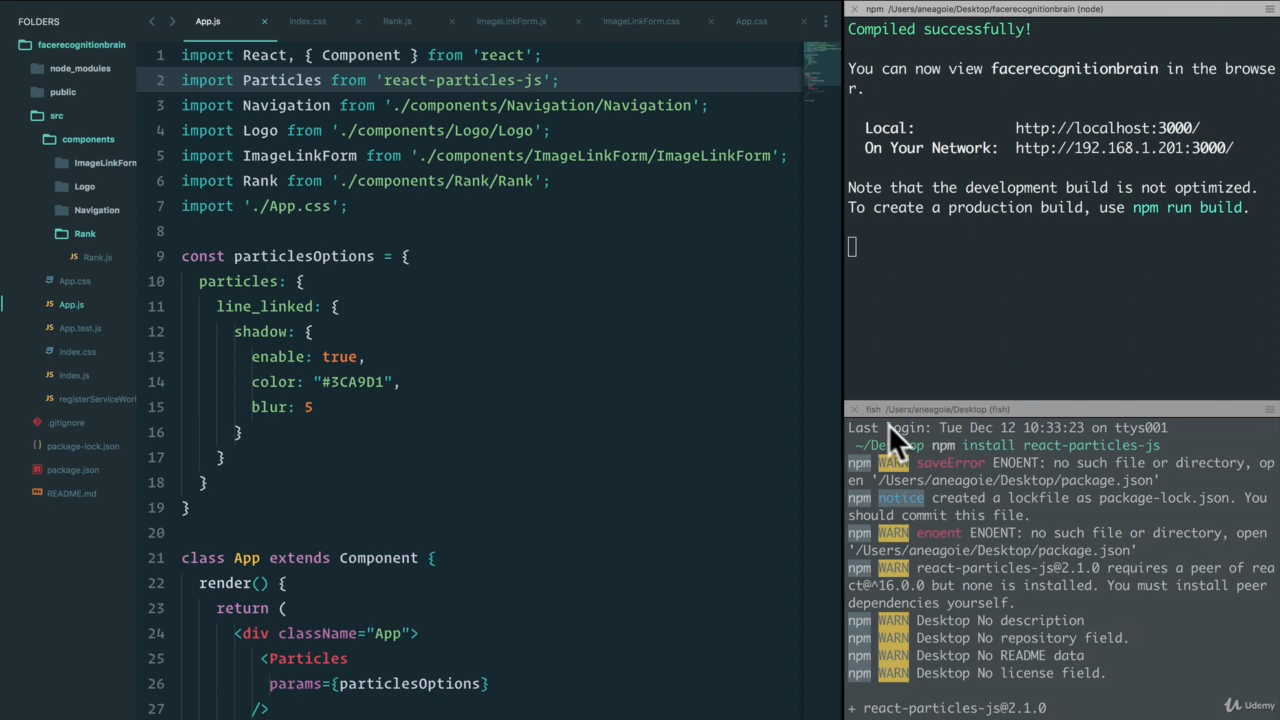 FOLDERS
facerecognitionbrain
node_modules
public
src
components
ImageLinkForm
Logo
Navigation
Rank
JS Rank.js
App.css
JS App.js
JS App.test.js
index.css
JS index.js
JS registerServiceWorl
.gitignore
package-lock.json
package.json
README.md
App.js
index.css
Rank.js
ImageLinkForm.js
ImageLinkForm.css
App.css
1 import React, { Component } from 'react';
2 import Particles from 'react-particles-js';
3 import Navigation from './components/Navigation/Navigation';
4 import Logo from './components/Logo/Logo';
5 import ImageLinkForm from './components/ImageLinkForm/ImageLinkForm';
6 import Rank from './components/Rank/Rank';
7 import './App.css';
8
9 const particlesOptions = {
10 particles: {
11 line_linked: {
12 shadow: {
13 enable: true,
14 color: "#3CA9D1",
15 blur: 5
16 }
17 }
18 }
19 }
20
21 class App extends Component {
22 render() {
23 return (
24 <div className="App">
25 <Particles
26 params={particlesOptions}
27 />
npm /Users/aneagoie/Desktop/facerecognitionbrain (node)
Compiled successfully!
You can now view facerecognitionbrain in the browse
r.
Local: http://localhost:3000/
On Your Network: http://192.168.1.201:3000/
Note that the development build is not optimized.
To create a production build, use npm run build.
fish /Users/aneagoie/Desktop (fish)
Last login: Tue Dec 12 10:33:23 on ttys001
~/Desktop npm install react-particles-js
npm WARN saveError ENOENT: no such file or directory, op
en '/Users/aneagoie/Desktop/package.json'
npm notice created a lockfile as package-lock.json. You
should commit this file.
npm WARN enoent ENOENT: no such file or directory, open
'/Users/aneagoie/Desktop/package.json'
npm WARN react-particles-js@2.1.0 requires a peer of rea
ct@^16.0.0 but none is installed. You must install peer
dependencies yourself.
npm WARN Desktop No description
npm WARN Desktop No repository field.
npm WARN Desktop No README data
npm WARN Desktop No license field.
+ react-particles-js@2.1.0
Udemy